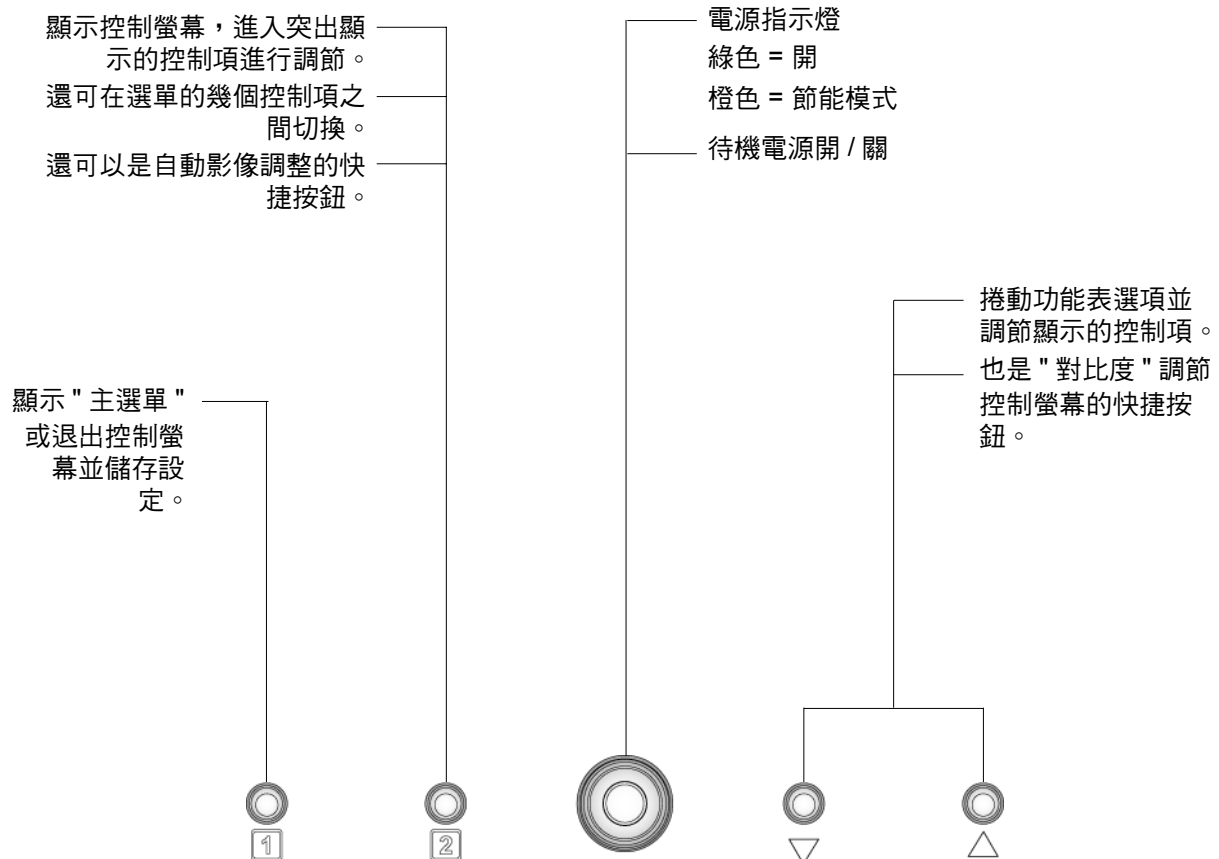 顯示控制螢幕，進入突出顯
示的控制項進行調節。
還可在選單的幾個控制項之
間切換。
還可以是自動影像調整的快
捷按鈕。
電源指示燈
綠色 = 開
橙色 = 節能模式
待機電源開 / 關
捲動功能表選項並
調節顯示的控制項。
也是 " 對比度 " 調節
控制螢幕的快捷按
鈕。
顯示 " 主選單 "
或退出控制螢
幕並儲存設
定。
1
2